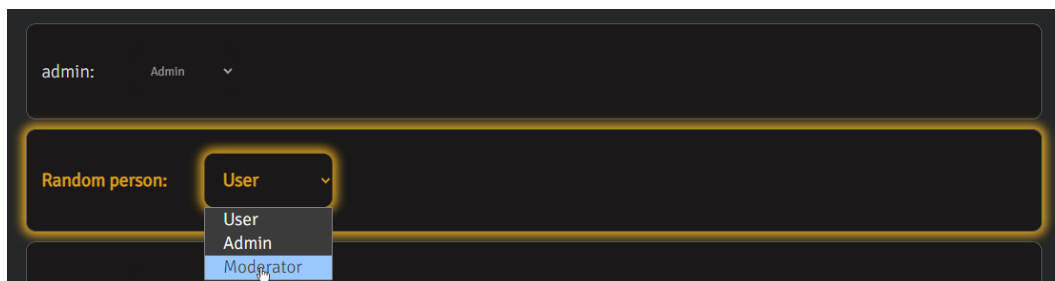 admin: Admin
Random person: User
User
Admin
Moderator